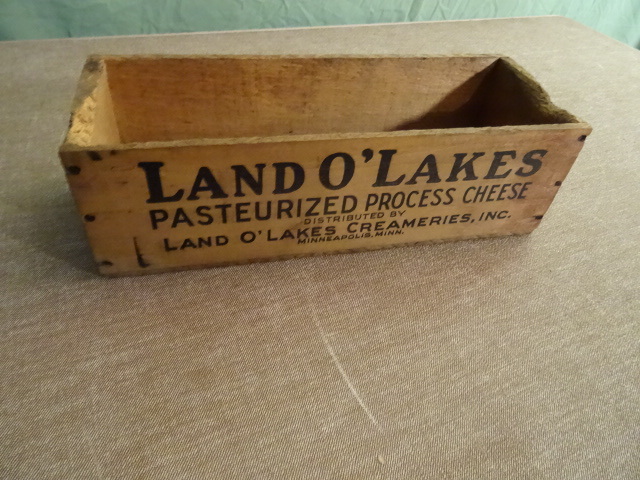 LAND O'LAKES
PASTEURIZED PROCESS CHEESE
DISTRIBUTED BY
LAND O'LAKES CREAMERIES, INC.
MINNEAPOLIS, MINN.